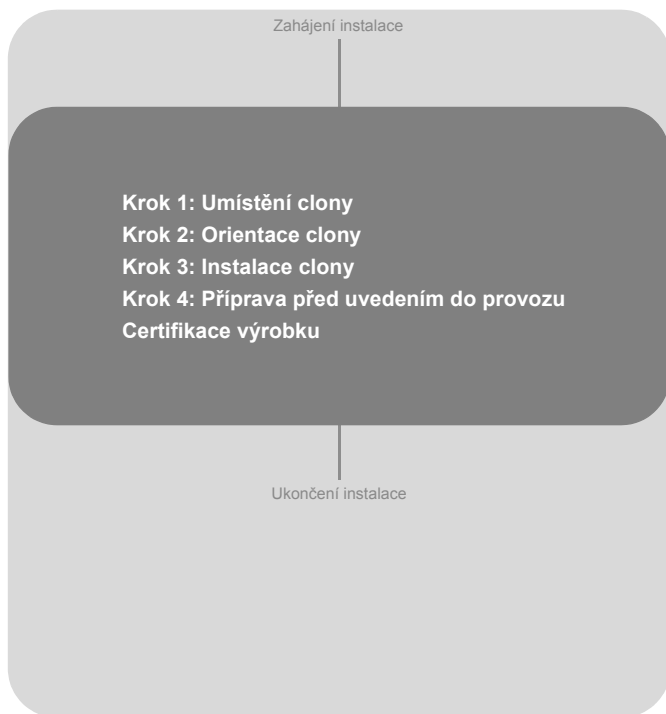 Zahájení instalace
Krok 1: Umístění clony
Krok 2: Orientace clony
Krok 3: Instalace clony
Krok 4: Příprava před uvedením do provozu
Certifikace výrobku
Ukončení instalace